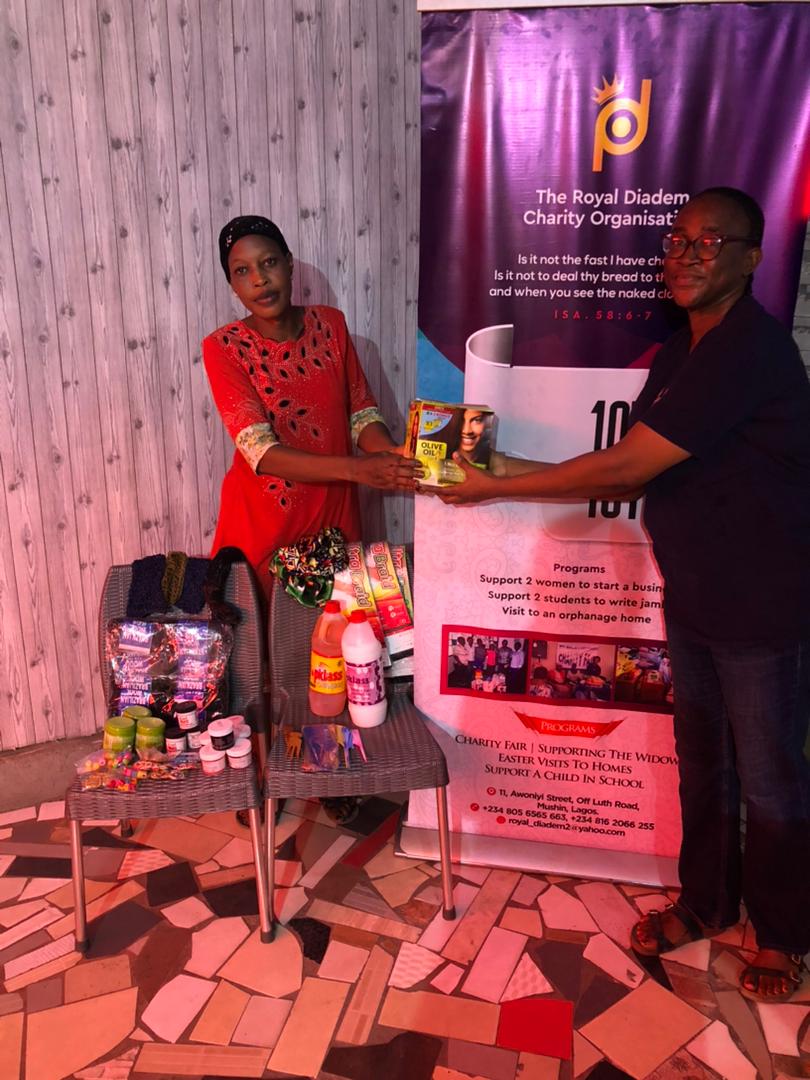 The Royal Diadem
Charity Organisati
Is it not the fast I have ch
Is it not to deal thy bread to th
and when you see the naked clo
ISA. 58:6-7
OLIVE
OIL
Programs
Support 2 women to start a busin
Support 2 students to write jam
Visit to an orphanage home
PROGRAMS
CHARITY FAIR | SUPPORTING THE WIDOW
EASTER VISITS TO HOMES
SUPPORT A CHILD IN SCHOOL
11, Awoniyi Street, Off Luth Road,
Mushin, Lagos.
+234 805 6565 663, +234 816 2066 255
royal_diadem2@yahoo.com